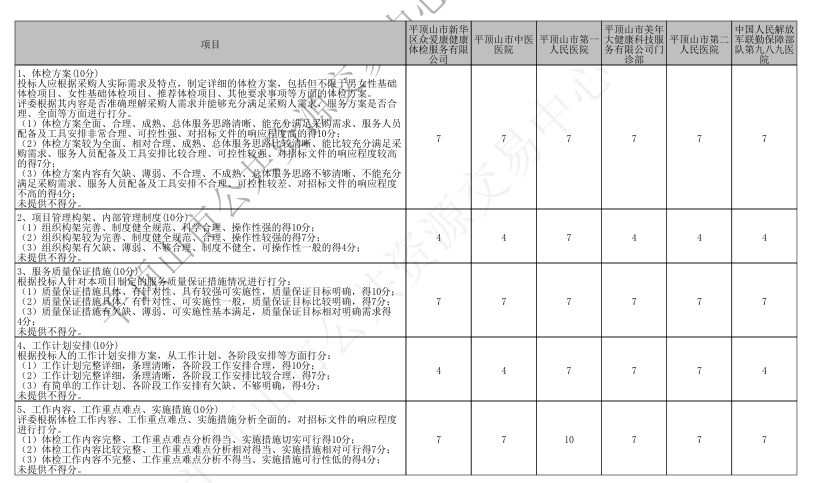 项目
平顶山市新华
区众爱康健康
体检服务有限
公司
平顶山市中医
医院
平顶山市第一
人民医院
平顶山市美年
大健康科技服
务有限公司门
诊部
平顶山市第二
人民医院
中国人民解放
军联勤保障部
队第九八九医
院
1、体检方案(10分)
投标人应根据采购人实际需求及特点，制定详细的体检方案，包括但不限于男女性基础
体检项目、女性基础体检项目、推荐体检项目、其他要求事项等方面的体检方案。
评委根据其内容是否准确理解采购人需求并能够充分满足采购人需求，服务方案是否合
理、全面等方面进行打分。
（1）体检方案全面、合理、成熟、总体服务思路清晰、能充分满足采购需求、服务人员
配备及工具安排非常合理、可控性强、对招标文件的响应程度高的得10分；
（2）体检方案较为全面、相对合理、成熟、总体服务思路比较清晰、能比较充分满足采
购需求、服务人员配备及工具安排比较合理、可控性较强、对招标文件的响应程度较高
的得7分；
（3）体检方案内容有欠缺、薄弱、不合理、不成熟、总体服务思路不够清晰、不能充分
满足采购需求、服务人员配备及工具安排不合理、可控性较差、对招标文件的响应程度
不高的得4分；
未提供不得分。
7 7 7 7 7 7
2、项目管理构架、内部管理制度(10分)
（1）组织构架完善、制度健全规范、科学合理、操作性强的得10分；
（2）组织构架较为完善、制度健全规范、合理、操作性较强的得7分；
（3）组织构架有欠缺、薄弱、不够合理、制度不健全、可操作性一般的得4分；
未提供不得分。
4 4 7 4 4 4
3、服务质量保证措施(10分)
根据投标人针对本项目制定的服务质量保证措施情况进行打分：
（1）质量保证措施具体、有针对性、具有较强可实施性，质量保证目标明确，得10分；
（2）质量保证措施具体、有针对性、可实施性一般，质量保证目标比较明确，得7分；
（3）质量保证措施有欠缺、薄弱、可实施性基本满足，质量保证目标相对明确需求得
4分；
未提供不得分。
7 7 7 7 7 7
4、工作计划安排(10分)
根据投标人的工作计划安排方案，从工作计划、各阶段安排等方面打分：
（1）工作计划完整详细，条理清晰，各阶段工作安排合理，得10分；
（2）工作计划完整详细，条理清晰，各阶段工作安排比较合理，得7分；
（3）有简单的工作计划、各阶段工作安排有欠缺、不够明确，得4分；
未提供不得分。
4 4 7 7 7 4
5、工作内容、工作重点难点、实施措施(10分)
评委根据体检工作内容、工作重点难点、实施措施分析全面的，对招标文件的响应程度
进行打分。
（1）体检工作内容完整、工作重点难点分析得当、实施措施切实可行得10分；
（2）体检工作内容比较完整、工作重点难点分析相对得当、实施措施相对可行得7分；
（3）体检工作内容不完整、工作重点难点分析不得当、实施措施可行性低的得4分；
未提供不得分。
7 7 10 7 7 7
平顶山市公共资源交易中心
平顶山市公共资源交易中心